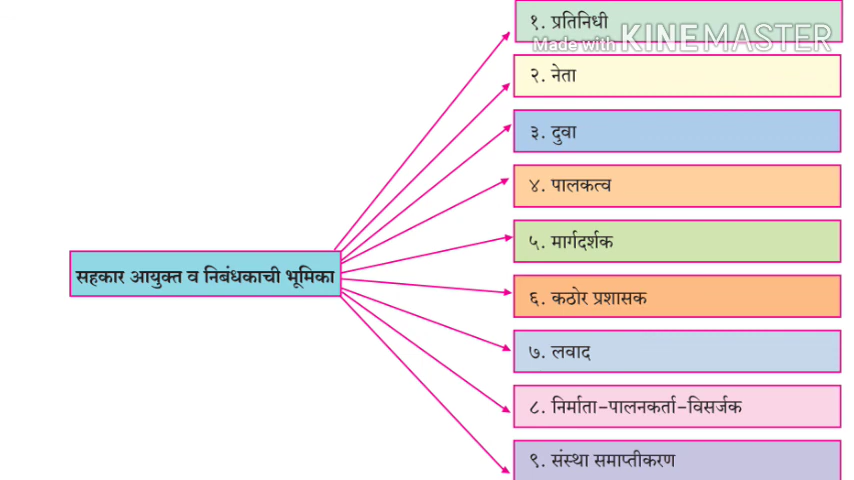 १. प्रतिनिधी
Made with KINEMASTER
२. नेता
३. दुवा
४. पालकत्व
५. मार्गदर्शक
सहकार आयुक्त व निबंधकाची भूमिका
६. कठोर प्रशासक
७. लवाद
८. निर्माता-पालनकर्ता-विसर्जक
९. संस्था समाप्तीकरण